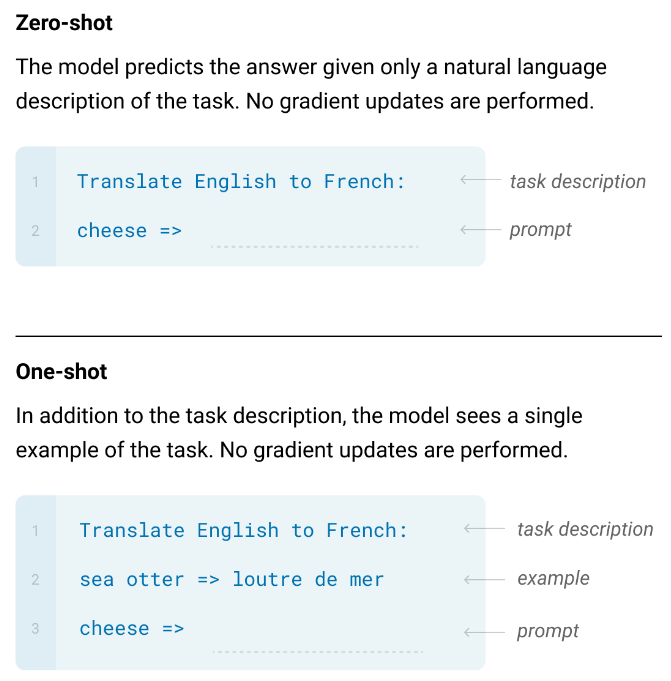 Zero-shot
The model predicts the answer given only a natural language
description of the task. No gradient updates are performed.
1 Translate English to French: task description
2 cheese => prompt
One-shot
In addition to the task description, the model sees a single
example of the task. No gradient updates are performed.
1 Translate English to French: task description
2 sea otter => loutre de mer example
3 cheese => prompt